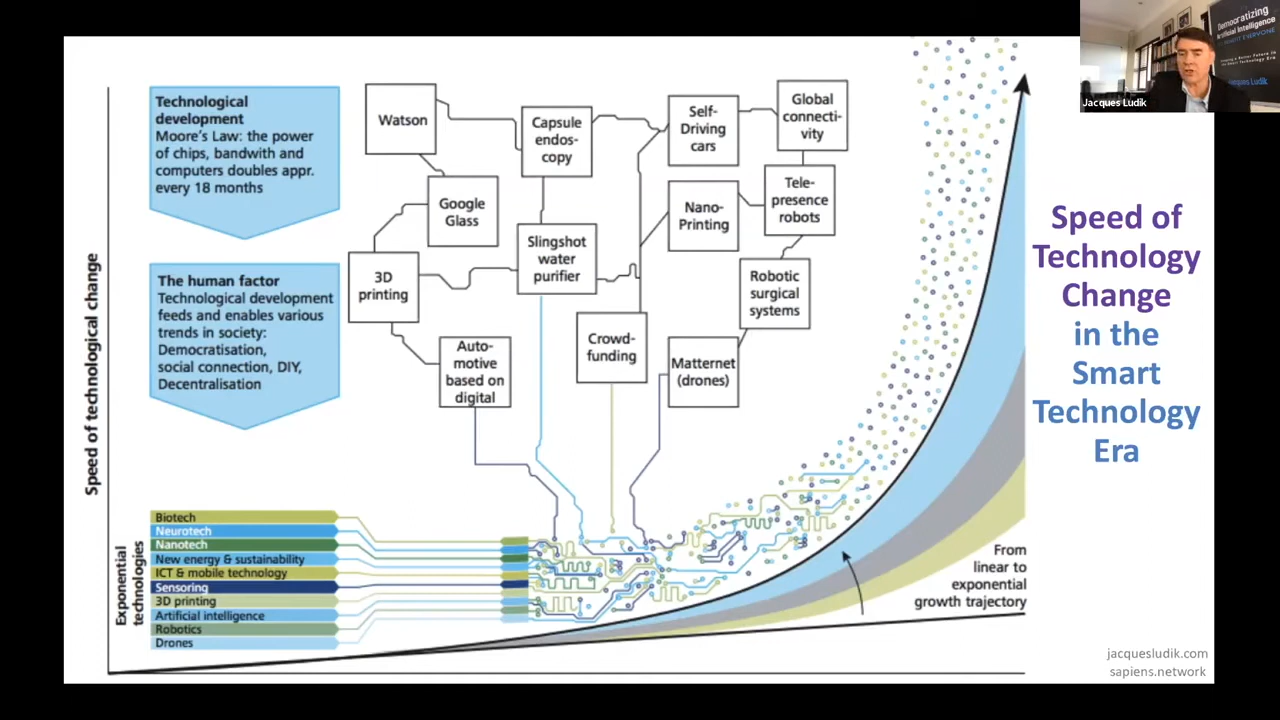 Democratizing
Artificial Intelligence
Jacques Ludik
Technological
development
Moore's Law: the power
of chips, bandwith and
computers doubles appr.
every 18 months
The human factor
Technological development
feeds and enables various
trends in society:
Democratisation,
social connection, DIY,
Decentralisation
Watson
Google
Glass
3D
printing
Auto-
motive
based on
digital
Capsule
endos-
copy
Slingshot
water
purifier
Crowd-
funding
Self-
Driving
cars
Nano-
Printing
Matternet
(drones)
Global
connecti-
vity
Tele-
presence
robots
Robotic
surgical
systems
Speed of technological change
Exponential
technologies
Biotech
Neurotech
Nanotech
New energy & sustainability
ICT & mobile technology
Sensoring
3D printing
Artificial intelligence
Robotics
Drones
From
linear to
exponential
growth trajectory
Speed of
Technology
Change
in the
Smart
Technology
Era
jacquesludik.com
sapiens.network